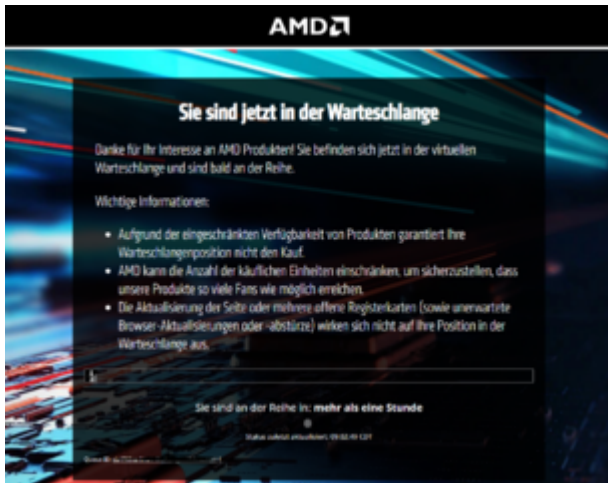 AMD
Sie sind jetzt in der Warteschlange
Danke für Ihr Interesse an AMD Produkten! Sie befinden sich jetzt in der virtuellen
Warteschlange und sind bald an der Reihe.
Wichtige Informationen:
• Aufgrund der eingeschränkten Verfügbarkeit von Produkten garantiert Ihre
Warteschlangenposition nicht den Kauf.
• AMD kann die Anzahl der käuflichen Einheiten einschränken, um sicherzustellen, dass
unsere Produkte so viele Fans wie möglich erreichen.
• Die Aktualisierung der Seite oder mehrere offene Registerkarten (sowie unerwartete
Browser-Aktualisierungen oder -abstürze) wirken sich nicht auf Ihre Position in der
Warteschlange aus.
Sie sind an der Reihe in: mehr als eine Stunde
Status zuletzt aktualisiert: